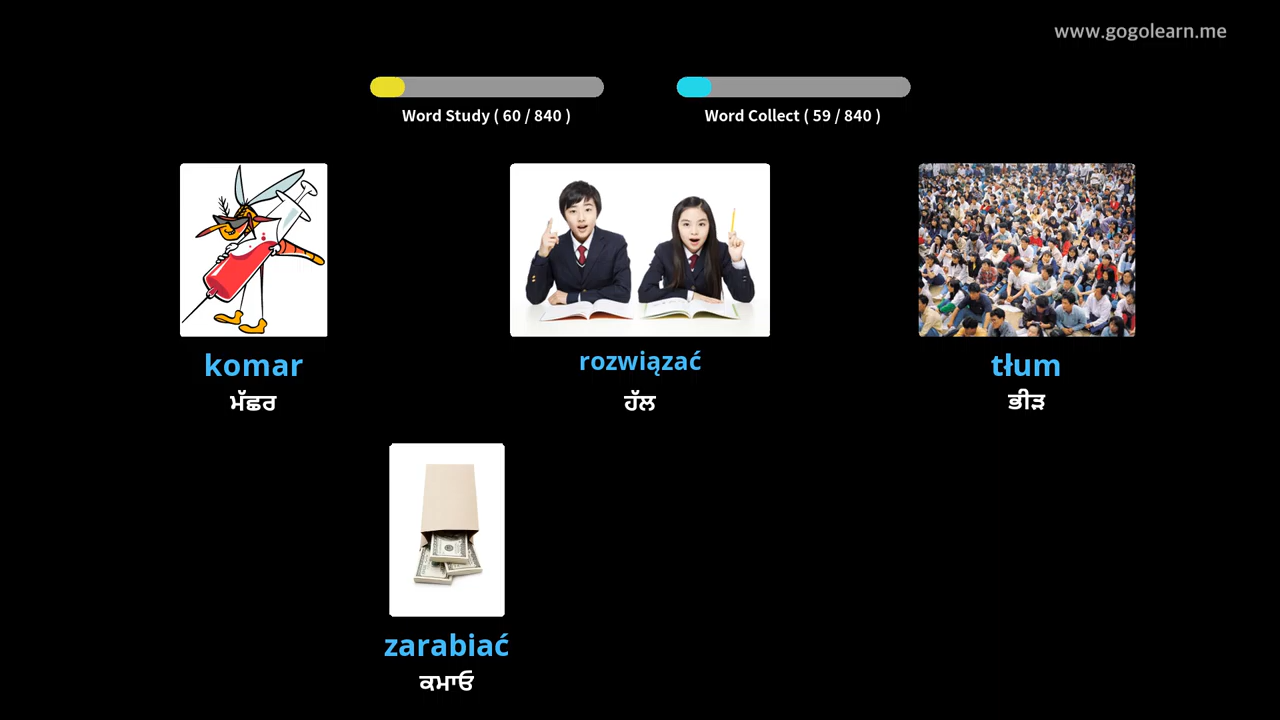 www.gogolearn.me
Word Study ( 60 / 840 )
Word Collect ( 59 / 840 )
komar
ਮੱਛਰ
rozwiązać
ਹੱਲ
tłum
ਭੀੜ
zarabiać
ਕਮਾਓ